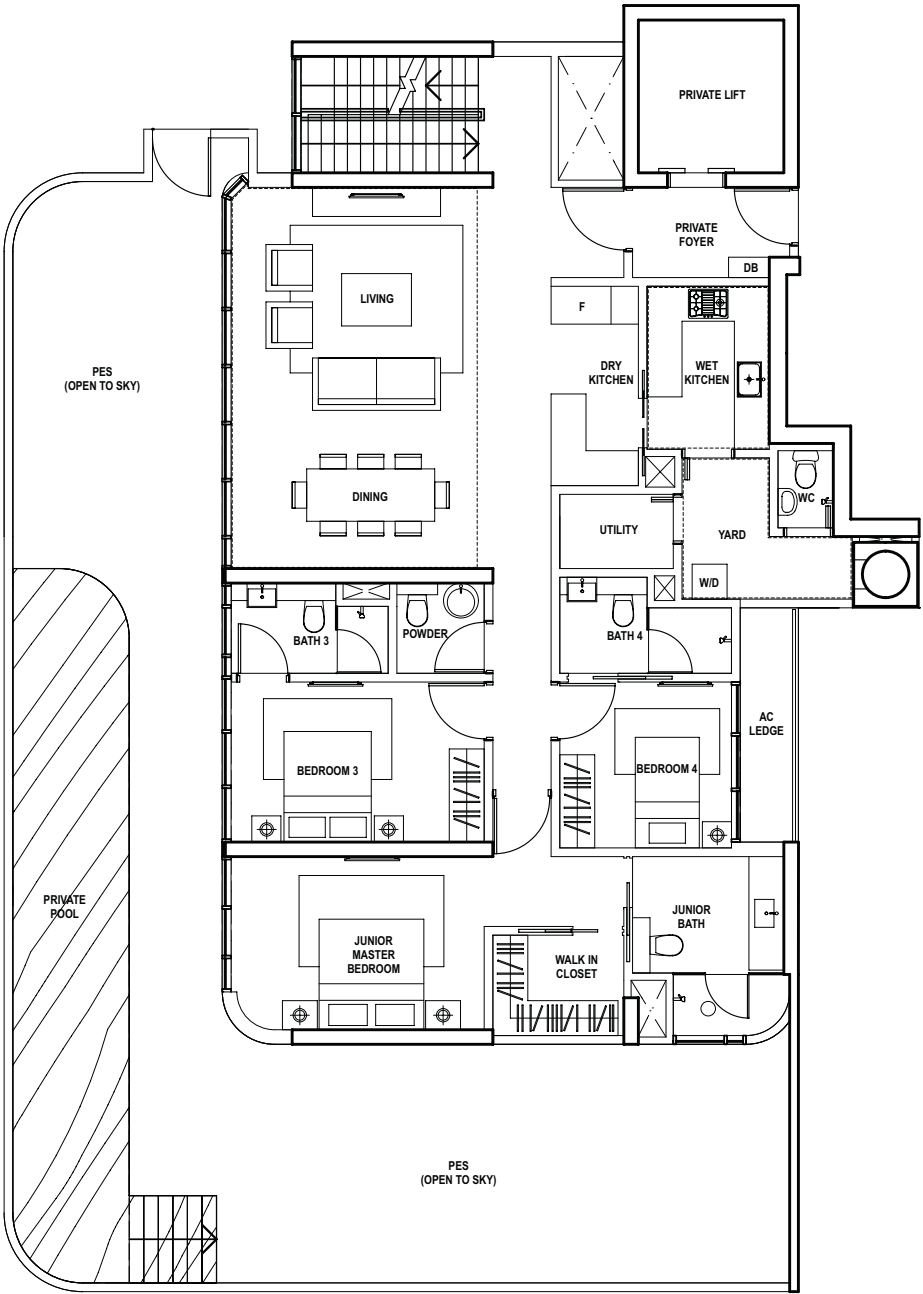 PRIVATE LIFT
PRIVATE
FOYER
DB
LIVING
F
DRY
KITCHEN
WET
KITCHEN
PES
(OPEN TO SKY)
DINING
WC
UTILITY
YARD
W/D
BATH 3
POWDER
BATH 4
AC
LEDGE
BEDROOM 3
BEDROOM 4
PRIVATE
POOL
JUNIOR
MASTER
BEDROOM
WALK IN
CLOSET
JUNIOR
BATH
PES
(OPEN TO SKY)